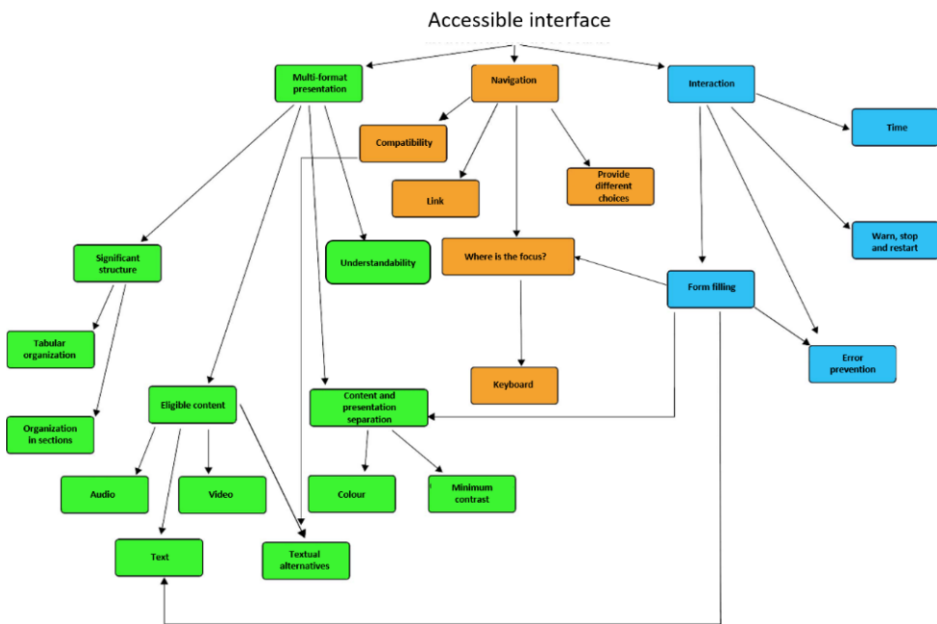 Accessible interface
Multi-format
presentation
Navigation
Interaction
Time
Compatibility
Provide
different
choices
Link
Warn, stop
and restart
Significant
structure
Understandability
Where is the focus?
Form filling
Tabular
organization
Error
prevention
Keyboard
Eligible content
Content and
presentation
separation
Organization
in sections
Audio
Video
Colour
Minimum
contrast
Text
Textual
alternatives